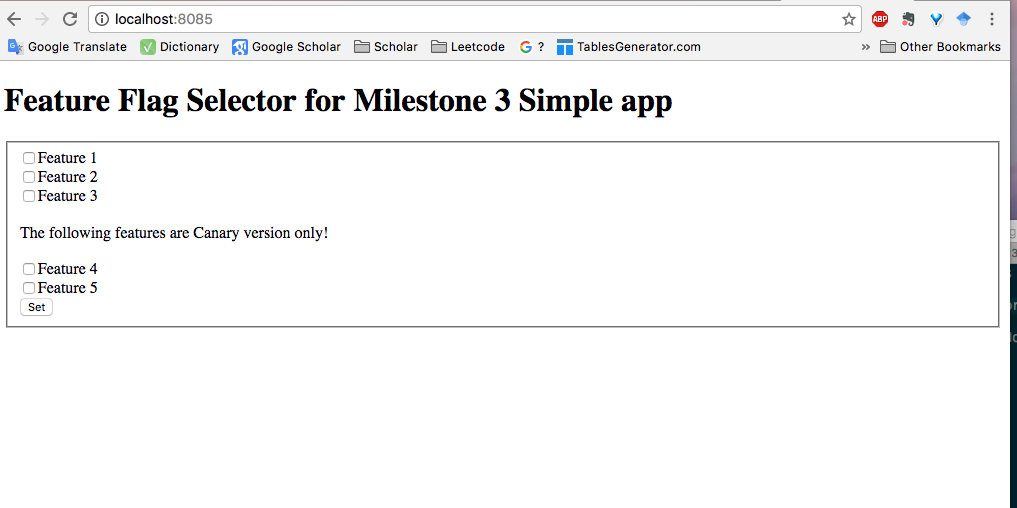 localhost:8085
ABP
Google Translate Dictionary Google Scholar Scholar Leetcode ? TablesGenerator.com » Other Bookmarks
Feature Flag Selector for Milestone 3 Simple app
Feature 1
Feature 2
Feature 3
The following features are Canary version only!
Feature 4
Feature 5
Set